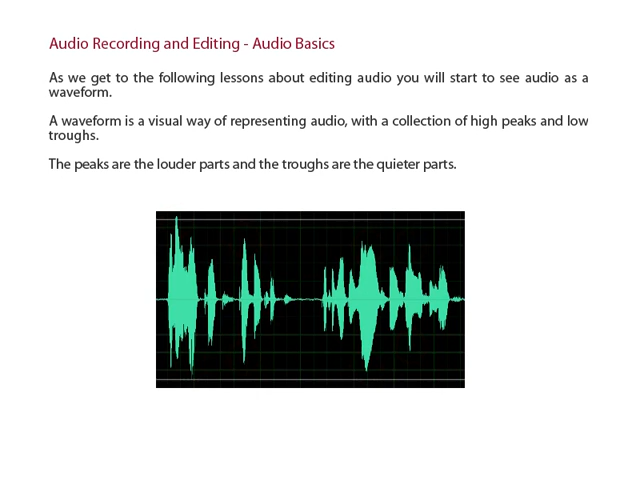 Audio Recording and Editing - Audio Basics
As we get to the following lessons about editing audio you will start to see audio as a
waveform.
A waveform is a visual way of representing audio, with a collection of high peaks and low
troughs.
The peaks are the louder parts and the troughs are the quieter parts.